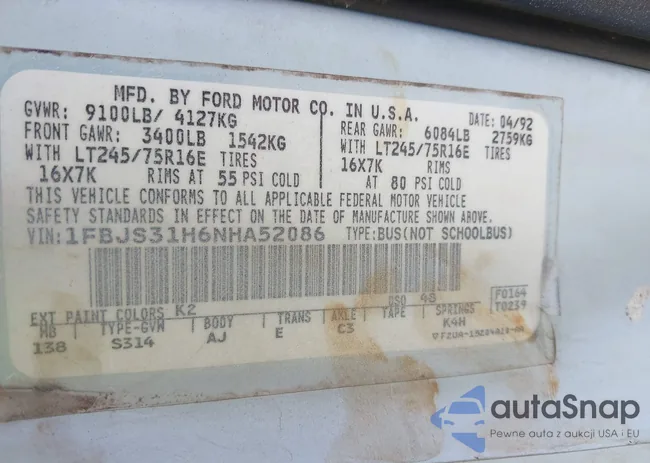 MFD. BY FORD MOTOR CO. IN U.S.A.
GVWR: 9100LB/ 4127KG DATE: 04/92
FRONT GAWR: 3400LB 1542KG REAR GAWR: 6084LB 2759KG
WITH LT245/75R16E TIRES WITH LT245/75R16E TIRES
16X7K RIMS AT 55 PSI COLD 16X7K RIMS AT 80 PSI COLD
THIS VEHICLE CONFORMS TO ALL APPLICABLE FEDERAL MOTOR VEHICLE
SAFETY STANDARDS IN EFFECT ON THE DATE OF MANUFACTURE SHOWN ABOVE.
VIN: 1FBJS31H6NHA52086 TYPE: BUS(NOT SCHOOLBUS)
EXT PAINT COLORS K2 DSO 48 F0164
T0239
WB TYPE-GVW BODY TRANS AXLE TAPE SPRINGS
138 S314 AJ E C3 K4H
autaSnap
Pewne auta z aukcji USA i EU